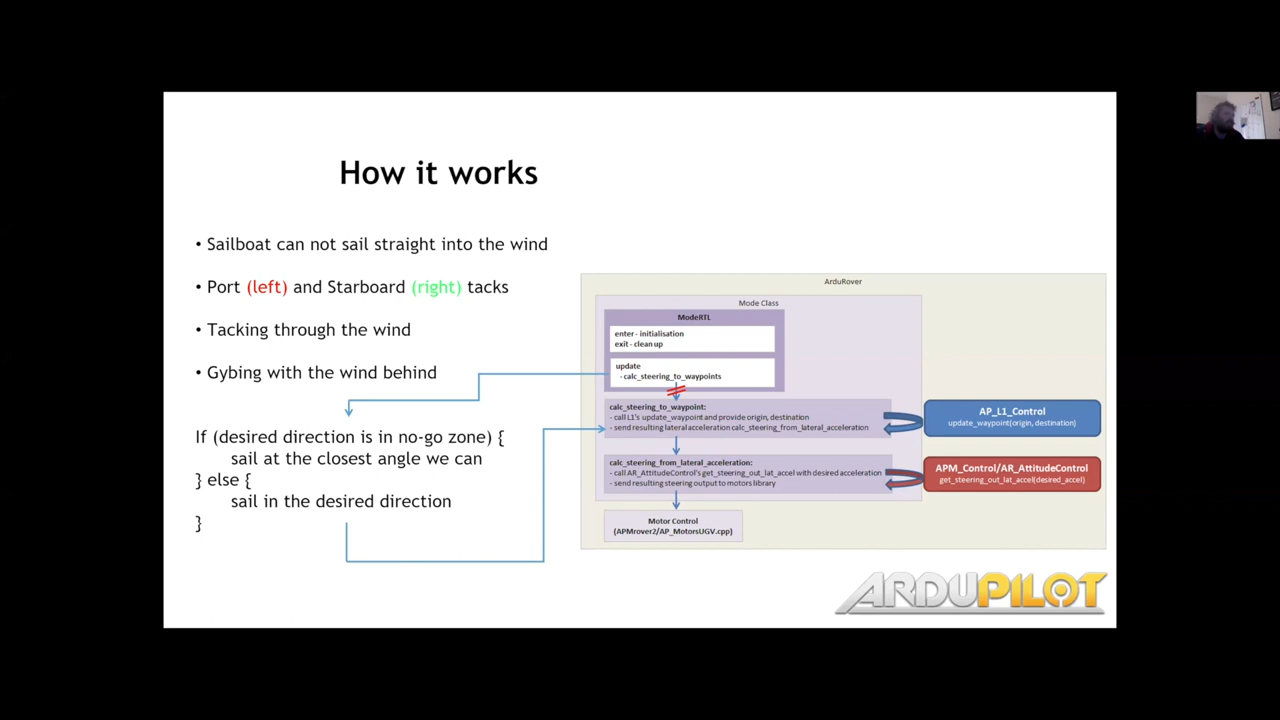 How it works
• Sailboat can not sail straight into the wind
• Port (left) and Starboard (right) tacks
• Tacking through the wind
• Gybing with the wind behind
If (desired direction is in no-go zone) {
sail at the closest angle we can
} else {
sail in the desired direction
}
ArduRover
Mode Class
ModeRTL
enter - initialisation
exit - clean up
update
- calc_steering_to_waypoints
calc_steering_to_waypoint:
- call L1's update_waypoint and provide origin, destination
- send resulting lateral acceleration calc_steering_from_lateral_acceleration
AP_L1_Control
update_waypoint(origin, destination)
calc_steering_from_lateral_acceleration:
- call AR_AttitudeControl's get_steering_out_lat_accel with desired acceleration
- send resulting steering output to motors library
APM_Control/AR_AttitudeControl
get_steering_out_lat_accel(desired_accel)
Motor Control
(APMrover2/AP_MotorsUGV.cpp)
ARDUPILOT